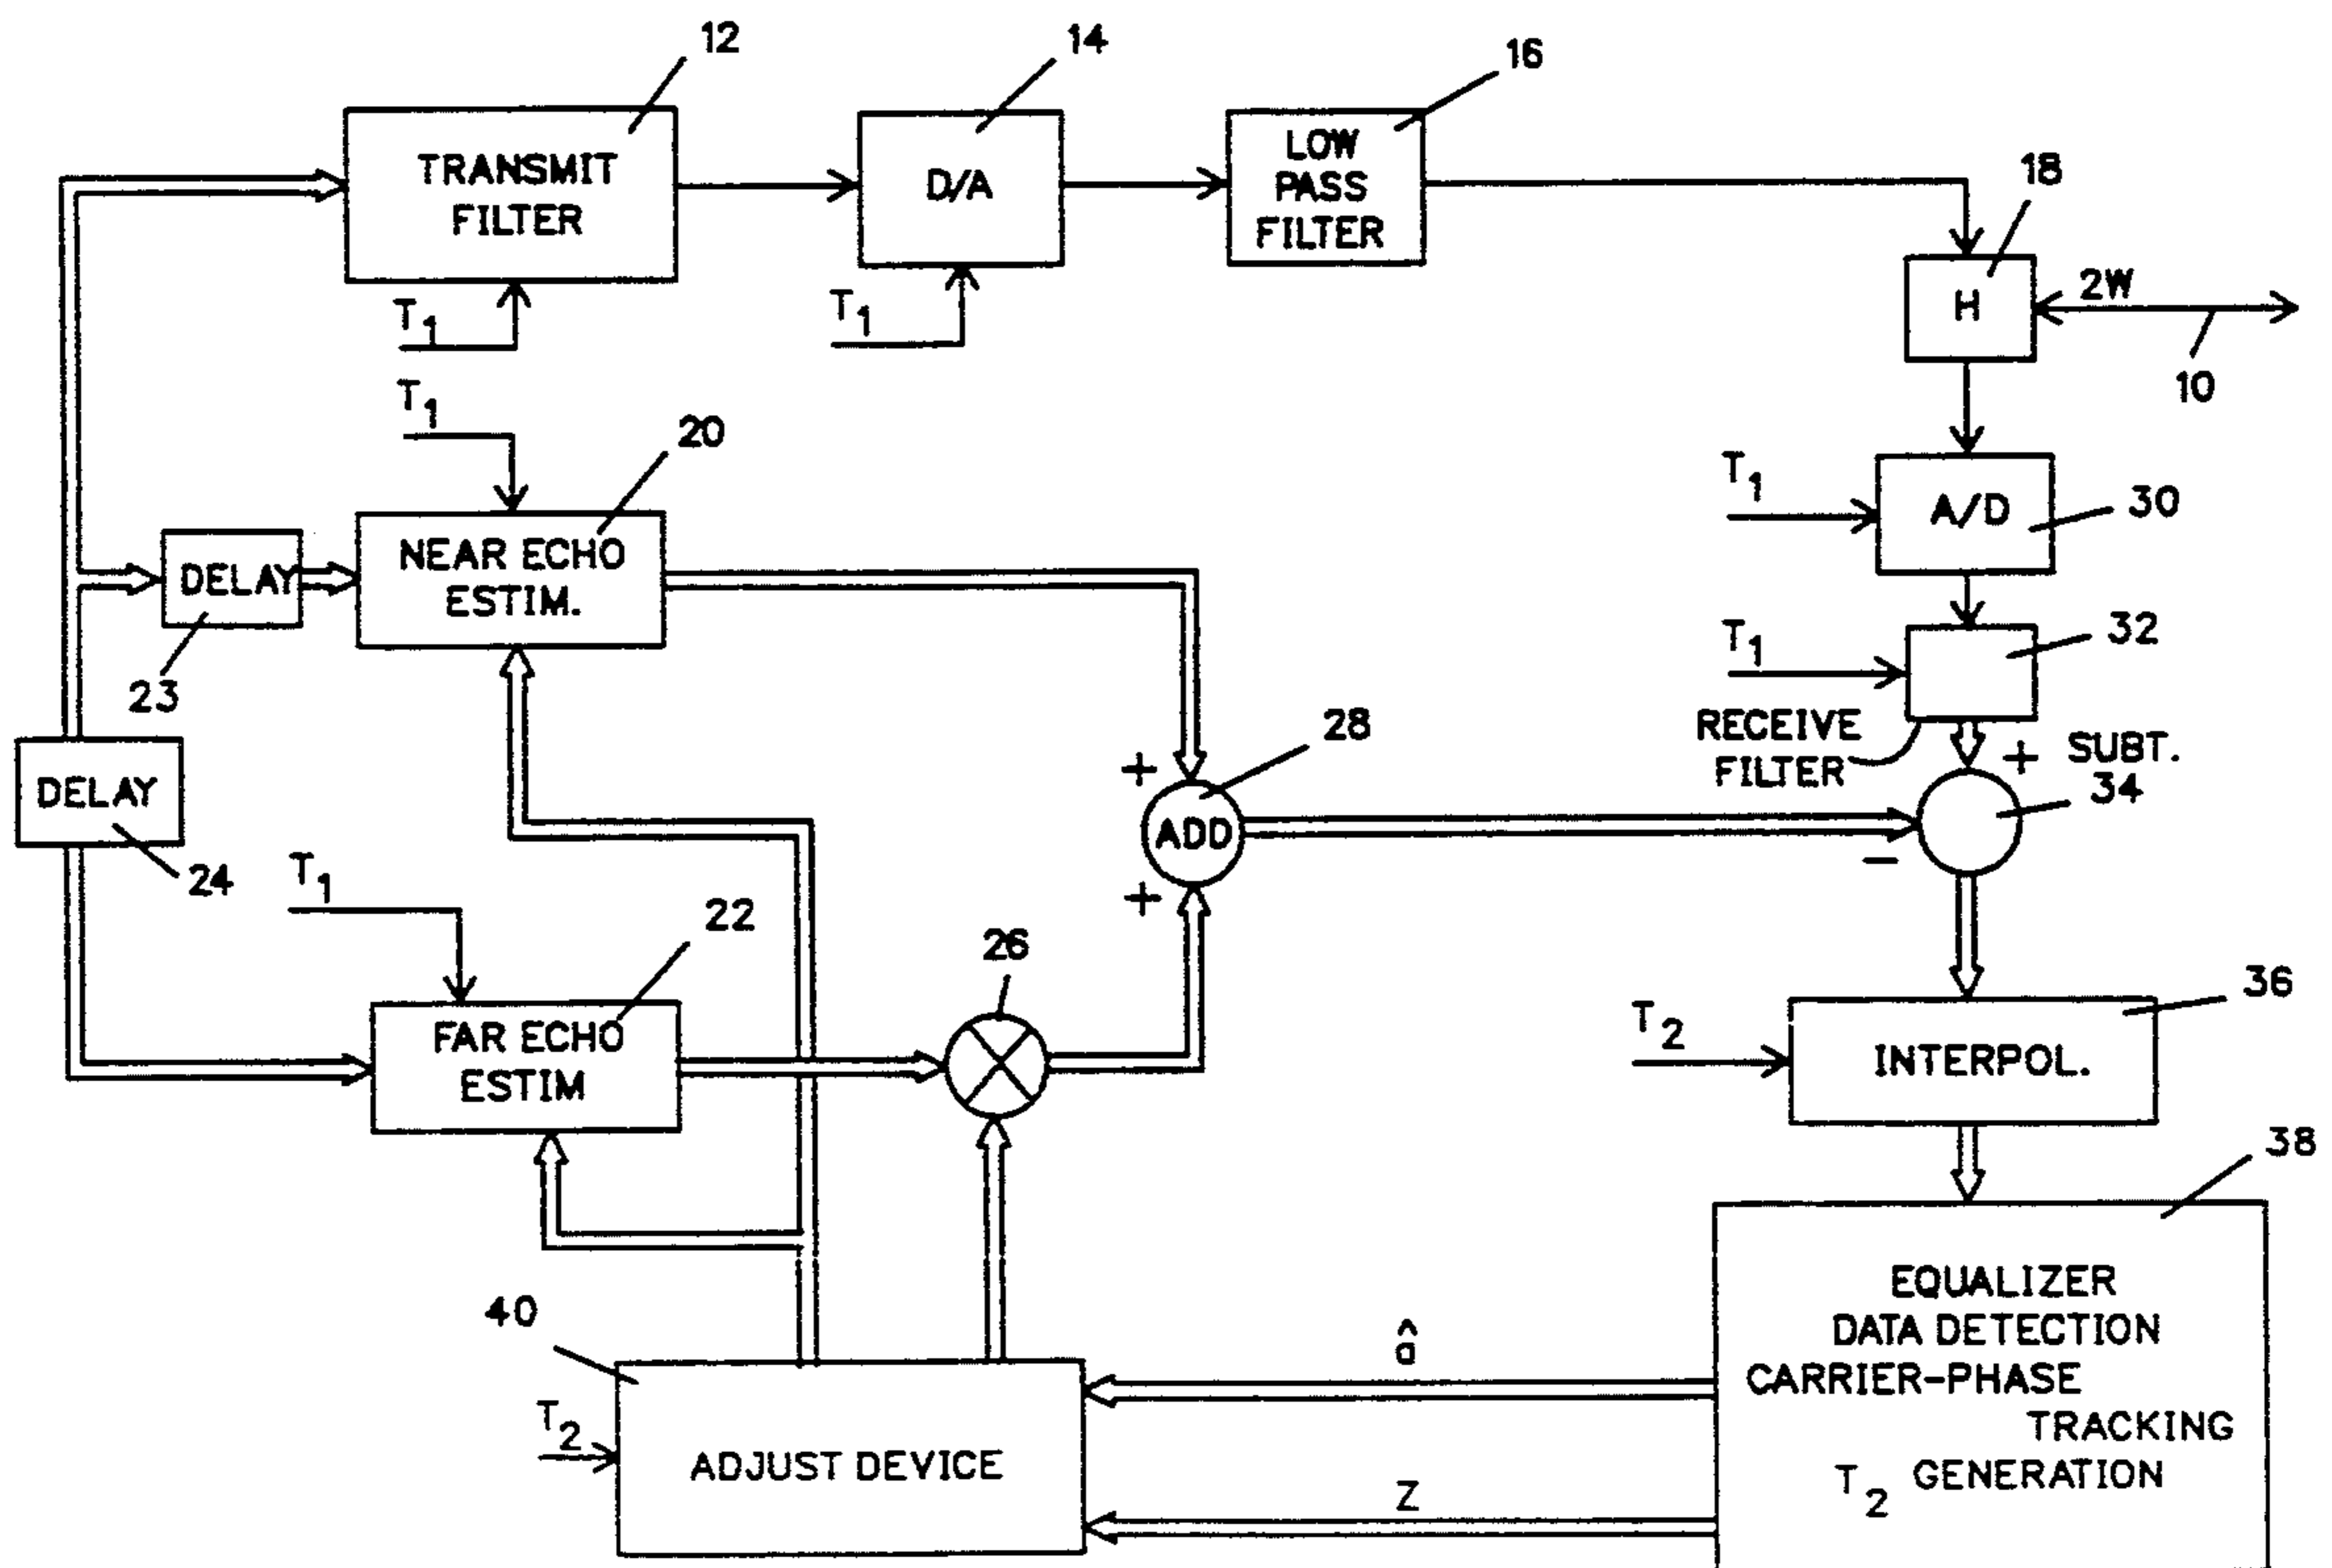 12
14
16
TRANSMIT
FILTER
D/A
LOW
PASS
FILTER
18
T1
T1
H
2W
10
T1
20
NEAR ECHO
ESTIM.
DELAY
23
T1
A/D
30
T1
32
RECEIVE
FILTER
+ SUBT.
34
28
+
ADD
+
−
DELAY
24
T1
22
FAR ECHO
ESTIM
26
T2
36
INTERPOL.
38
EQUALIZER
DATA DETECTION
CARRIER-PHASE
TRACKING
T2 GENERATION
40
T2
ADJUST DEVICE
â
Z